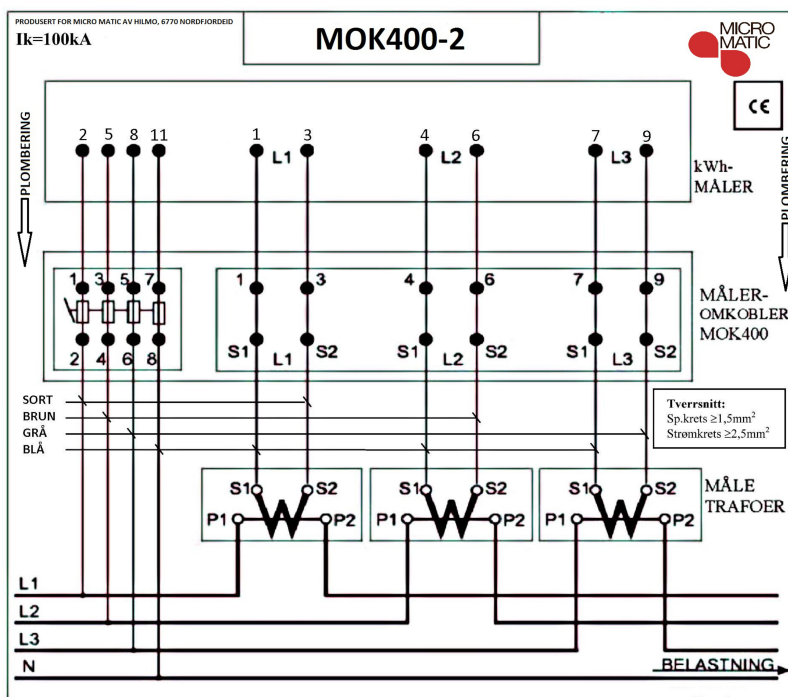 PRODUSERT FOR MICRO MATIC AV HILMO, 6770 NORDFJORDEID
Ik=100kA
MOK400-2
MICRO
MATIC
CE
PLOMBERING
PLOMBERING
2 5 8 11 1 3 4 6 7 9
L1 L2 L3
kWh-
MÅLER
1 3 5 7 1 3 4 6 7 9
MÅLER-
OMKOBLER
MOK400
2 4 6 8 S1 L1 S2 S1 L2 S2 S1 L3 S2
SORT
BRUN
GRÅ
BLÅ
Tverrsnitt:
Sp.krets ≥1,5mm²
Strømkrets ≥2,5mm²
S1 S2 S1 S2 S1 S2
P1 P2 P1 P2 P1 P2
MÅLE
TRAFOER
L1
L2
L3
N
BELASTNING